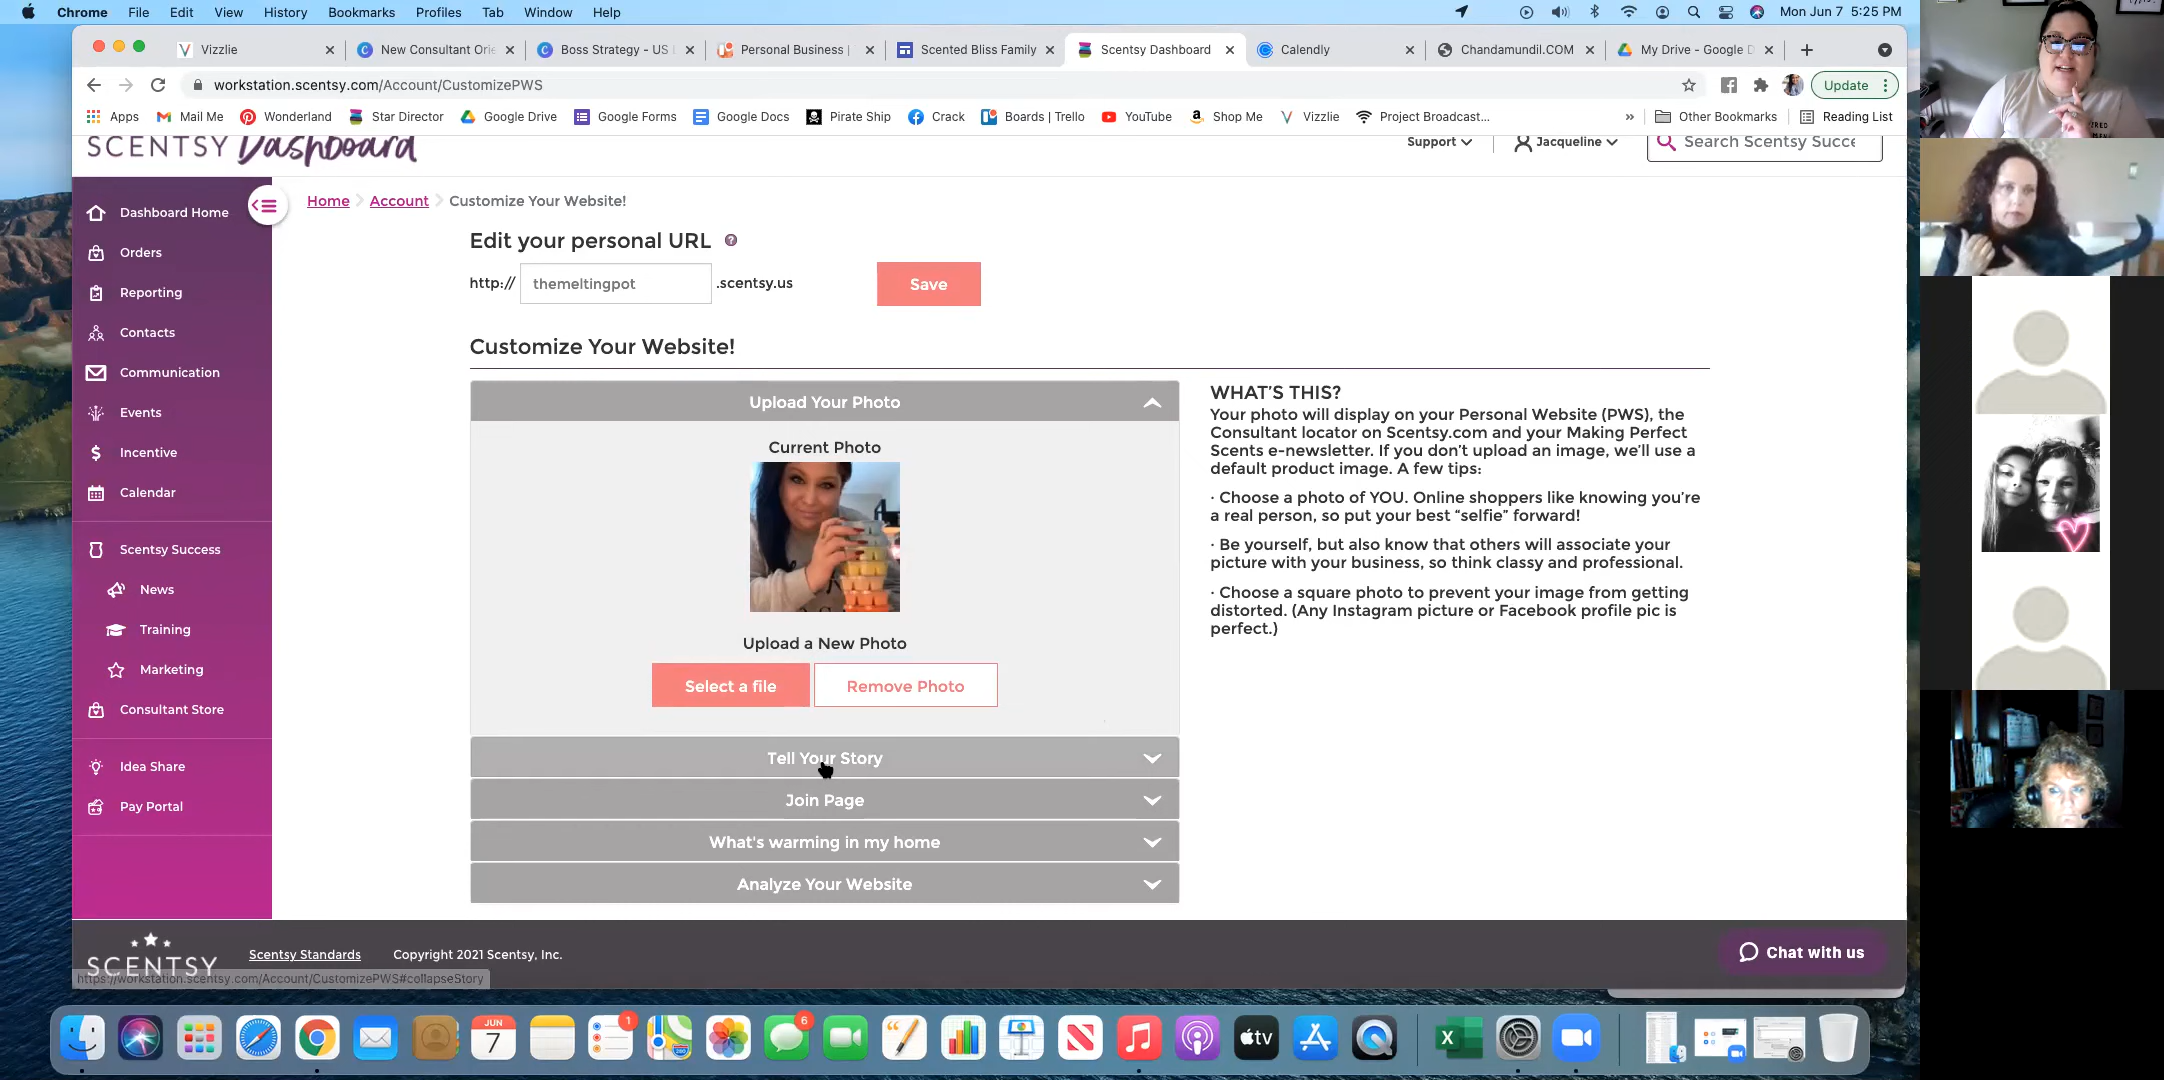 Chrome File Edit View History Bookmarks Profiles Tab Window Help Mon Jun 7 5:25 PM
Vizzlie New Consultant Orie Boss Strategy - US Personal Business | Scented Bliss Family Scentsy Dashboard Calendly Chandamundil.COM My Drive - Google D
workstation.scentsy.com/Account/CustomizePWS Update
Apps Mail Me Wonderland Star Director Google Drive Google Forms Google Docs Pirate Ship Crack Boards | Trello YouTube Shop Me Vizzlie Project Broadcast... » Other Bookmarks Reading List
SCENTSY Dashboard
Support Jacqueline Search Scentsy Succe
Dashboard Home
Orders
Reporting
Contacts
Communication
Events
Incentive
Calendar
Scentsy Success
News
Training
Marketing
Consultant Store
Idea Share
Pay Portal
Home Account Customize Your Website!
Edit your personal URL ?
http:// themeltingpot .scentsy.us Save
Customize Your Website!
Upload Your Photo
Current Photo
Upload a New Photo
Select a file Remove Photo
Tell Your Story
Join Page
What's warming in my home
Analyze Your Website
WHAT'S THIS?
Your photo will display on your Personal Website (PWS), the
Consultant locator on Scentsy.com and your Making Perfect
Scents e-newsletter. If you don't upload an image, we'll use a
default product image. A few tips:
· Choose a photo of YOU. Online shoppers like knowing you're
a real person, so put your best “selfie” forward!
· Be yourself, but also know that others will associate your
picture with your business, so think classy and professional.
· Choose a square photo to prevent your image from getting
distorted. (Any Instagram picture or Facebook profile pic is
perfect.)
SCENTSY Scentsy Standards Copyright 2021 Scentsy, Inc.
Chat with us
https://workstation.scentsy.com/Account/CustomizePWS#collapseStory
1
JUN
7
6
tv